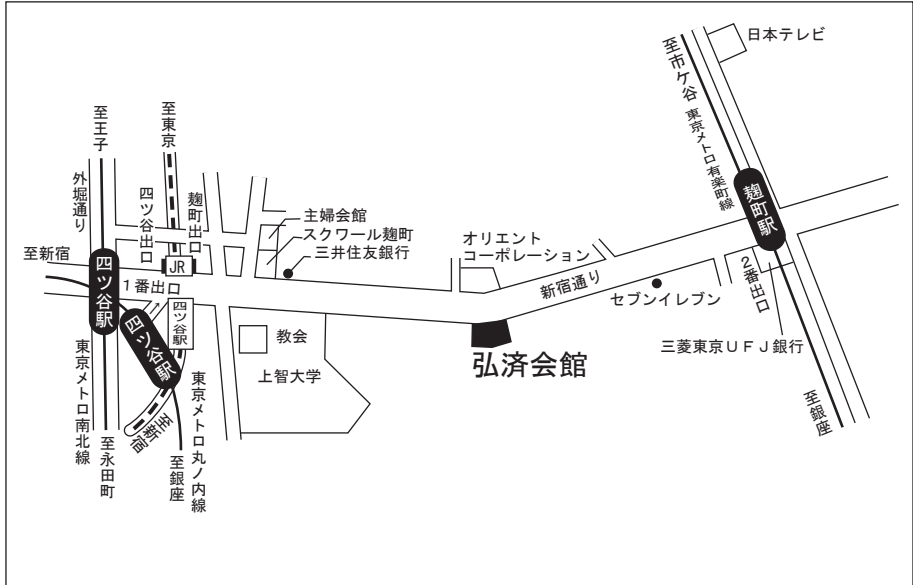 日本テレビ
至市ケ谷
東京メトロ有楽町線
麹町駅
2番出口
三菱東京UFJ銀行
至銀座
至王子
外堀通り
至東京
四ツ谷出口
麹町出口
主婦会館
スクワール麹町
三井住友銀行
オリエント
コーポレーション
新宿通り
セブンイレブン
弘済会館
至新宿
四ツ谷駅
JR
1番出口
四ツ谷駅
四ツ谷駅
教会
上智大学
東京メトロ南北線
至永田町
至新宿
至銀座
東京メトロ丸ノ内線